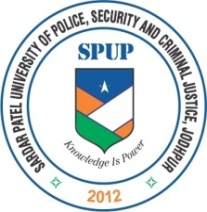 SARDAR PATEL UNIVERSITY OF POLICE, SECURITY AND CRIMINAL JUSTICE, JODHPUR
SPUP
Knowledge Is Power
2012